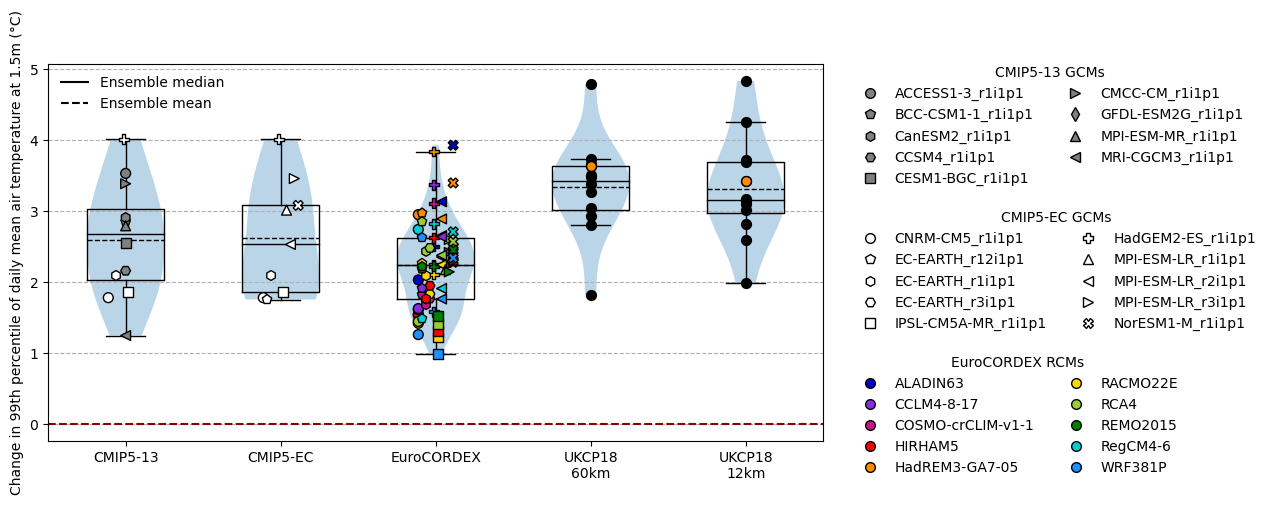 Change in 99th percentile of daily mean air temperature at 1.5m (°C)
5
4
3
2
1
0
Ensemble median
Ensemble mean
CMIP5-13
CMIP5-EC
EuroCORDEX
UKCP18
60km
UKCP18
12km
CMIP5-13 GCMs
ACCESS1-3_r1i1p1
BCC-CSM1-1_r1i1p1
CanESM2_r1i1p1
CCSM4_r1i1p1
CESM1-BGC_r1i1p1
CMCC-CM_r1i1p1
GFDL-ESM2G_r1i1p1
MPI-ESM-MR_r1i1p1
MRI-CGCM3_r1i1p1
CMIP5-EC GCMs
CNRM-CM5_r1i1p1
EC-EARTH_r12i1p1
EC-EARTH_r1i1p1
EC-EARTH_r3i1p1
IPSL-CM5A-MR_r1i1p1
HadGEM2-ES_r1i1p1
MPI-ESM-LR_r1i1p1
MPI-ESM-LR_r2i1p1
MPI-ESM-LR_r3i1p1
NorESM1-M_r1i1p1
EuroCORDEX RCMs
ALADIN63
CCLM4-8-17
COSMO-crCLIM-v1-1
HIRHAM5
HadREM3-GA7-05
RACMO22E
RCA4
REMO2015
RegCM4-6
WRF381P